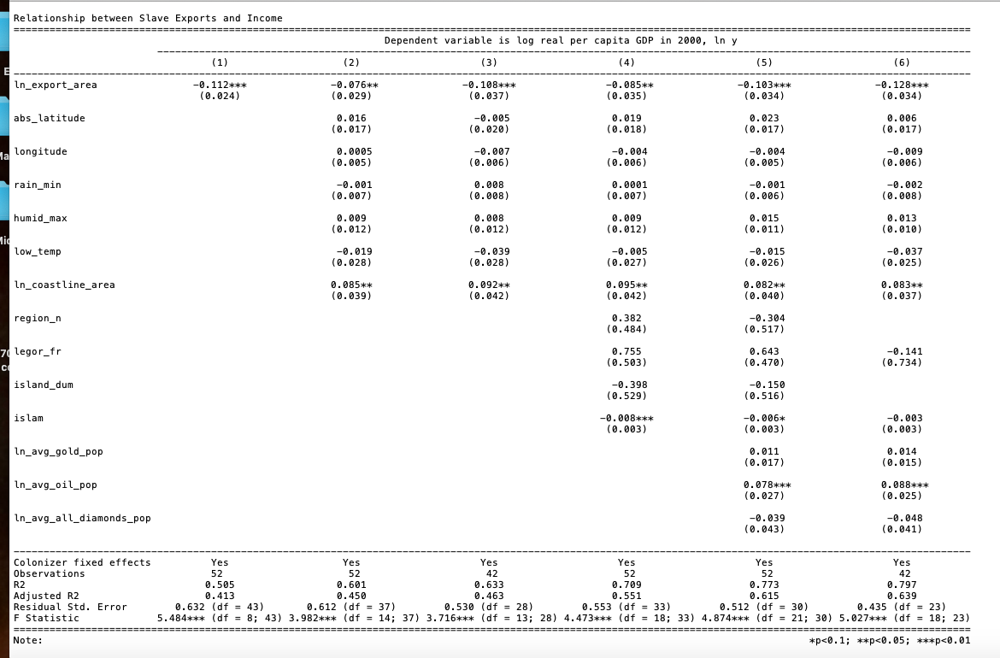 Relationship between Slave Exports and Income
Dependent variable is log real per capita GDP in 2000, ln y
(1) (2) (3) (4) (5) (6)
ln_export_area -0.112*** -0.076** -0.108*** -0.085** -0.103*** -0.128***
(0.024) (0.029) (0.037) (0.035) (0.034) (0.034)
abs_latitude 0.016 -0.005 0.019 0.023 0.006
(0.017) (0.020) (0.018) (0.017) (0.017)
longitude 0.0005 -0.007 -0.004 -0.004 -0.009
(0.005) (0.006) (0.006) (0.005) (0.006)
rain_min -0.001 0.008 0.0001 -0.001 -0.002
(0.007) (0.008) (0.007) (0.006) (0.008)
humid_max 0.009 0.008 0.009 0.015 0.013
(0.012) (0.012) (0.012) (0.011) (0.010)
low_temp -0.019 -0.039 -0.005 -0.015 -0.037
(0.028) (0.028) (0.027) (0.026) (0.025)
ln_coastline_area 0.085** 0.092** 0.095** 0.082** 0.083**
(0.039) (0.042) (0.042) (0.040) (0.037)
region_n 0.382 -0.304
(0.484) (0.517)
legor_fr 0.755 0.643 -0.141
(0.503) (0.470) (0.734)
island_dum -0.398 -0.150
(0.529) (0.516)
islam -0.008*** -0.006* -0.003
(0.003) (0.003) (0.003)
ln_avg_gold_pop 0.011 0.014
(0.017) (0.015)
ln_avg_oil_pop 0.078*** 0.088***
(0.027) (0.025)
ln_avg_all_diamonds_pop -0.039 -0.048
(0.043) (0.041)
Colonizer fixed effects Yes Yes Yes Yes Yes Yes
Observations 52 52 42 52 52 42
R2 0.505 0.601 0.633 0.709 0.773 0.797
Adjusted R2 0.413 0.450 0.463 0.551 0.615 0.639
Residual Std. Error 0.632 (df = 43) 0.612 (df = 37) 0.530 (df = 28) 0.553 (df = 33) 0.512 (df = 30) 0.435 (df = 23)
F Statistic 5.484*** (df = 8; 43) 3.982*** (df = 14; 37) 3.716*** (df = 13; 28) 4.473*** (df = 18; 33) 4.874*** (df = 21; 30) 5.027*** (df = 18; 23)
Note: *p<0.1; **p<0.05; ***p<0.01